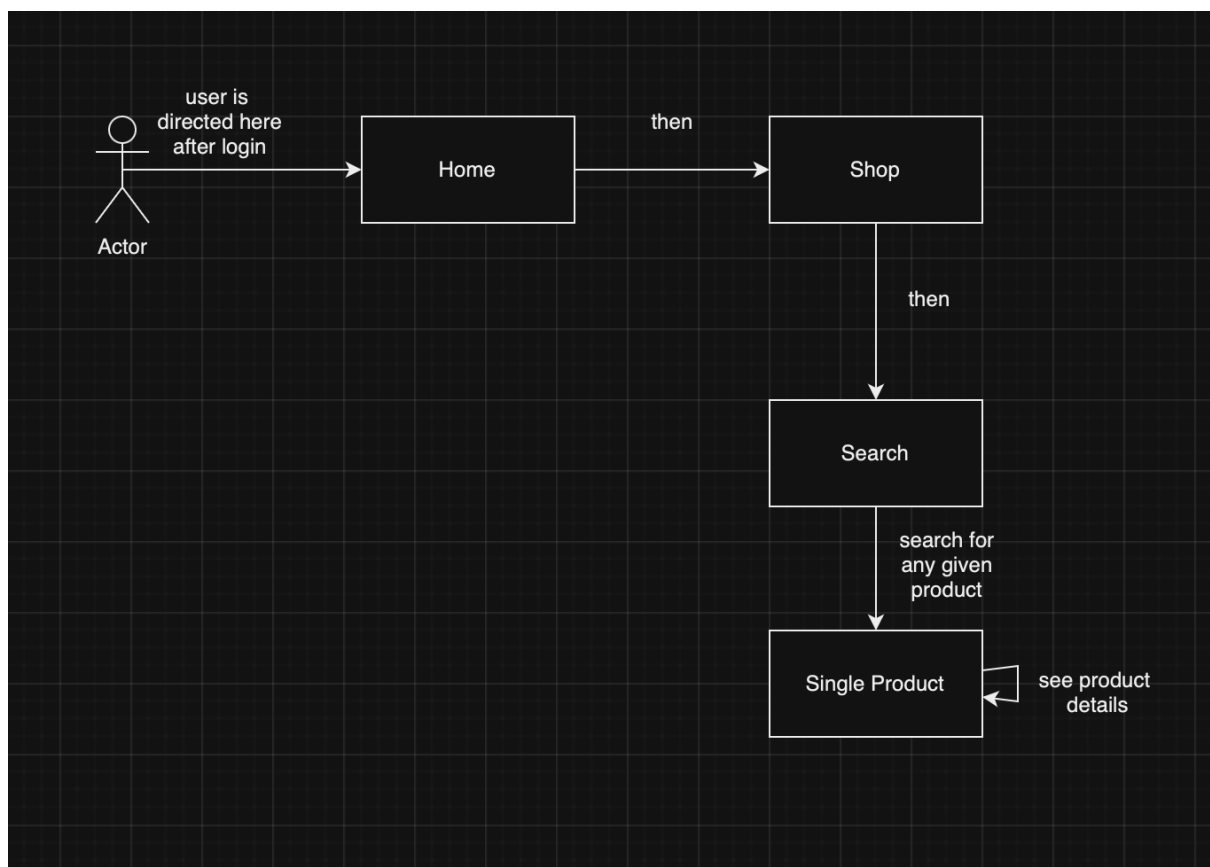 user is
directed here
after login
Actor
Home
then
Shop
then
Search
search for
any given
product
Single Product
see product
details